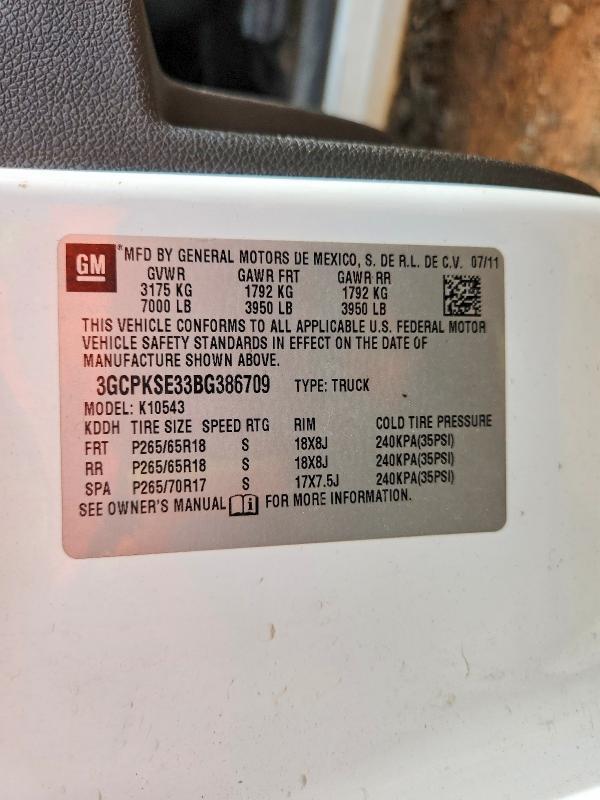 GM ®MFD BY GENERAL MOTORS DE MEXICO, S. DE R.L. DE C.V. 07/11
GVWR GAWR FRT GAWR RR
3175 KG 1792 KG 1792 KG
7000 LB 3950 LB 3950 LB
THIS VEHICLE CONFORMS TO ALL APPLICABLE U.S. FEDERAL MOTOR
VEHICLE SAFETY STANDARDS IN EFFECT ON THE DATE OF
MANUFACTURE SHOWN ABOVE.
3GCPKSE33BG386709 TYPE: TRUCK
MODEL: K10543
KDDH TIRE SIZE SPEED RTG RIM COLD TIRE PRESSURE
FRT P265/65R18 S 18X8J 240KPA(35PSI)
RR P265/65R18 S 18X8J 240KPA(35PSI)
SPA P265/70R17 S 17X7.5J 240KPA(35PSI)
SEE OWNER'S MANUAL FOR MORE INFORMATION.